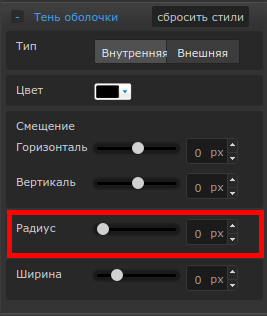 - Тень оболочки сбросить стили
Тип Внутренняя Внешняя
Цвет
Смещение
Горизонталь 0 px
Вертикаль 0 px
Радиус 0 px
Ширина 0 px